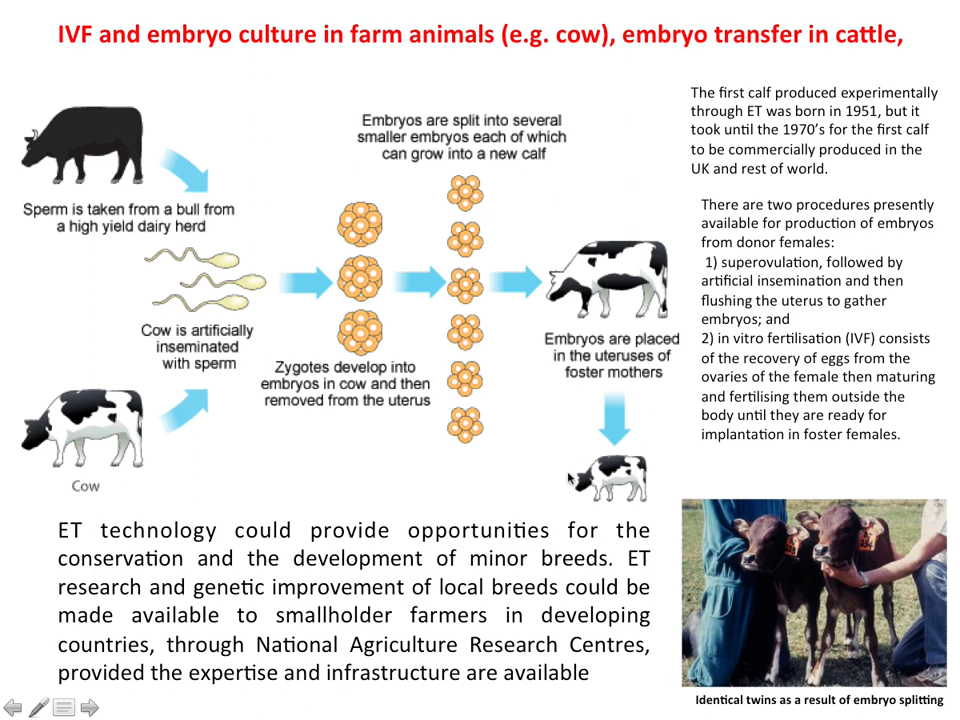 IVF and embryo culture in farm animals (e.g. cow), embryo transfer in cattle,
The first calf produced experimentally
through ET was born in 1951, but it
took until the 1970's for the first calf
to be commercially produced in the
UK and rest of world.
Embryos are split into several
smaller embryos each of which
can grow into a new calf
Sperm is taken from a bull from
a high yield dairy herd
Cow is artificially
inseminated
with sperm
Zygotes develop into
embryos in cow and then
removed from the uterus
Embryos are placed
in the uteruses of
foster mothers
Cow
There are two procedures presently
available for production of embryos
from donor females:
1) superovulation, followed by
artificial insemination and then
flushing the uterus to gather
embryos; and
2) in vitro fertilisation (IVF) consists
of the recovery of eggs from the
ovaries of the female then maturing
and fertilising them outside the
body until they are ready for
implantation in foster females.
ET technology could provide opportunities for the
conservation and the development of minor breeds. ET
research and genetic improvement of local breeds could be
made available to smallholder farmers in developing
countries, through National Agriculture Research Centres,
provided the expertise and infrastructure are available
Identical twins as a result of embryo splitting